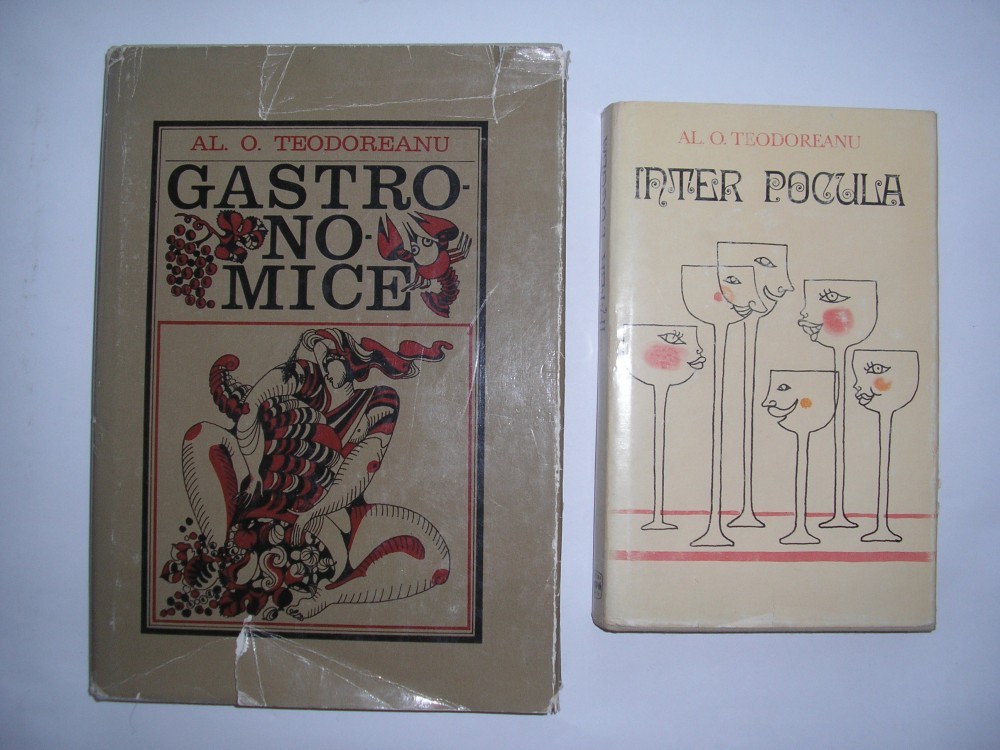 AL. O. TEODOREANU
GASTRO-
NO-
MICE
AL. O. TEODOREANU
INTER POCULA